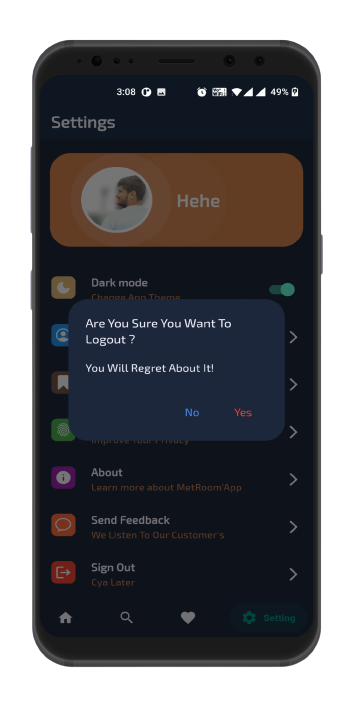 3:08
49%
Settings
Hehe
Dark mode
Change App Theme
Are You Sure You Want To
Logout ?
You Will Regret About It!
No
Yes
Improve Your Privacy
About
Learn more about MetRoom'App
Send Feedback
We Listen To Our Customer's
Sign Out
Cya Later
Setting